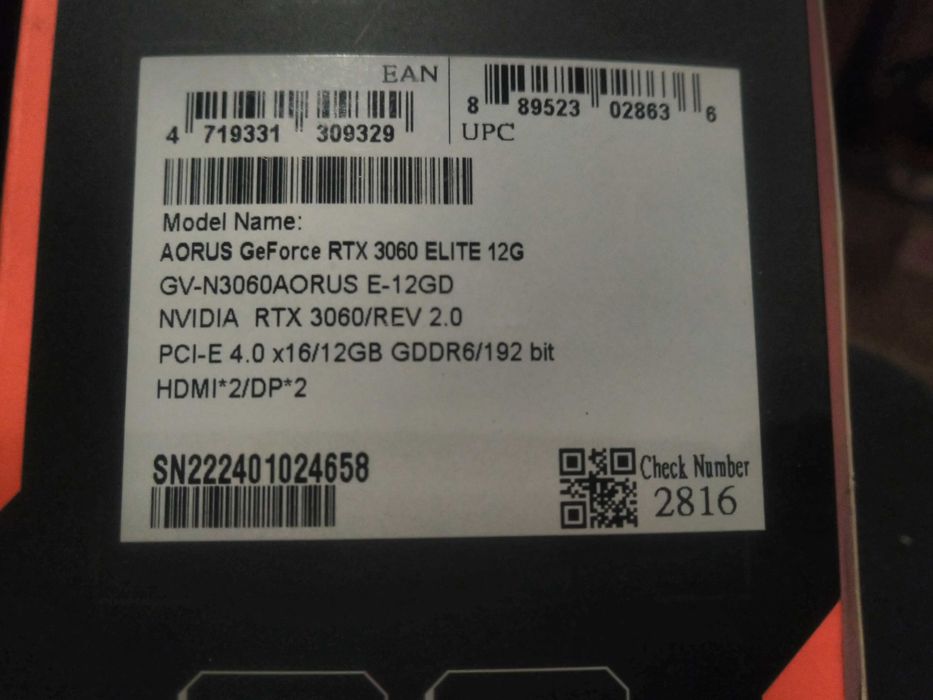 EAN
4 719331 309329
8 89523 02863 6
UPC
Model Name:
AORUS GeForce RTX 3060 ELITE 12G
GV-N3060AORUS E-12GD
NVIDIA RTX 3060/REV 2.0
PCI-E 4.0 x16/12GB GDDR6/192 bit
HDMI*2/DP*2
SN222401024658
Check Number
2816